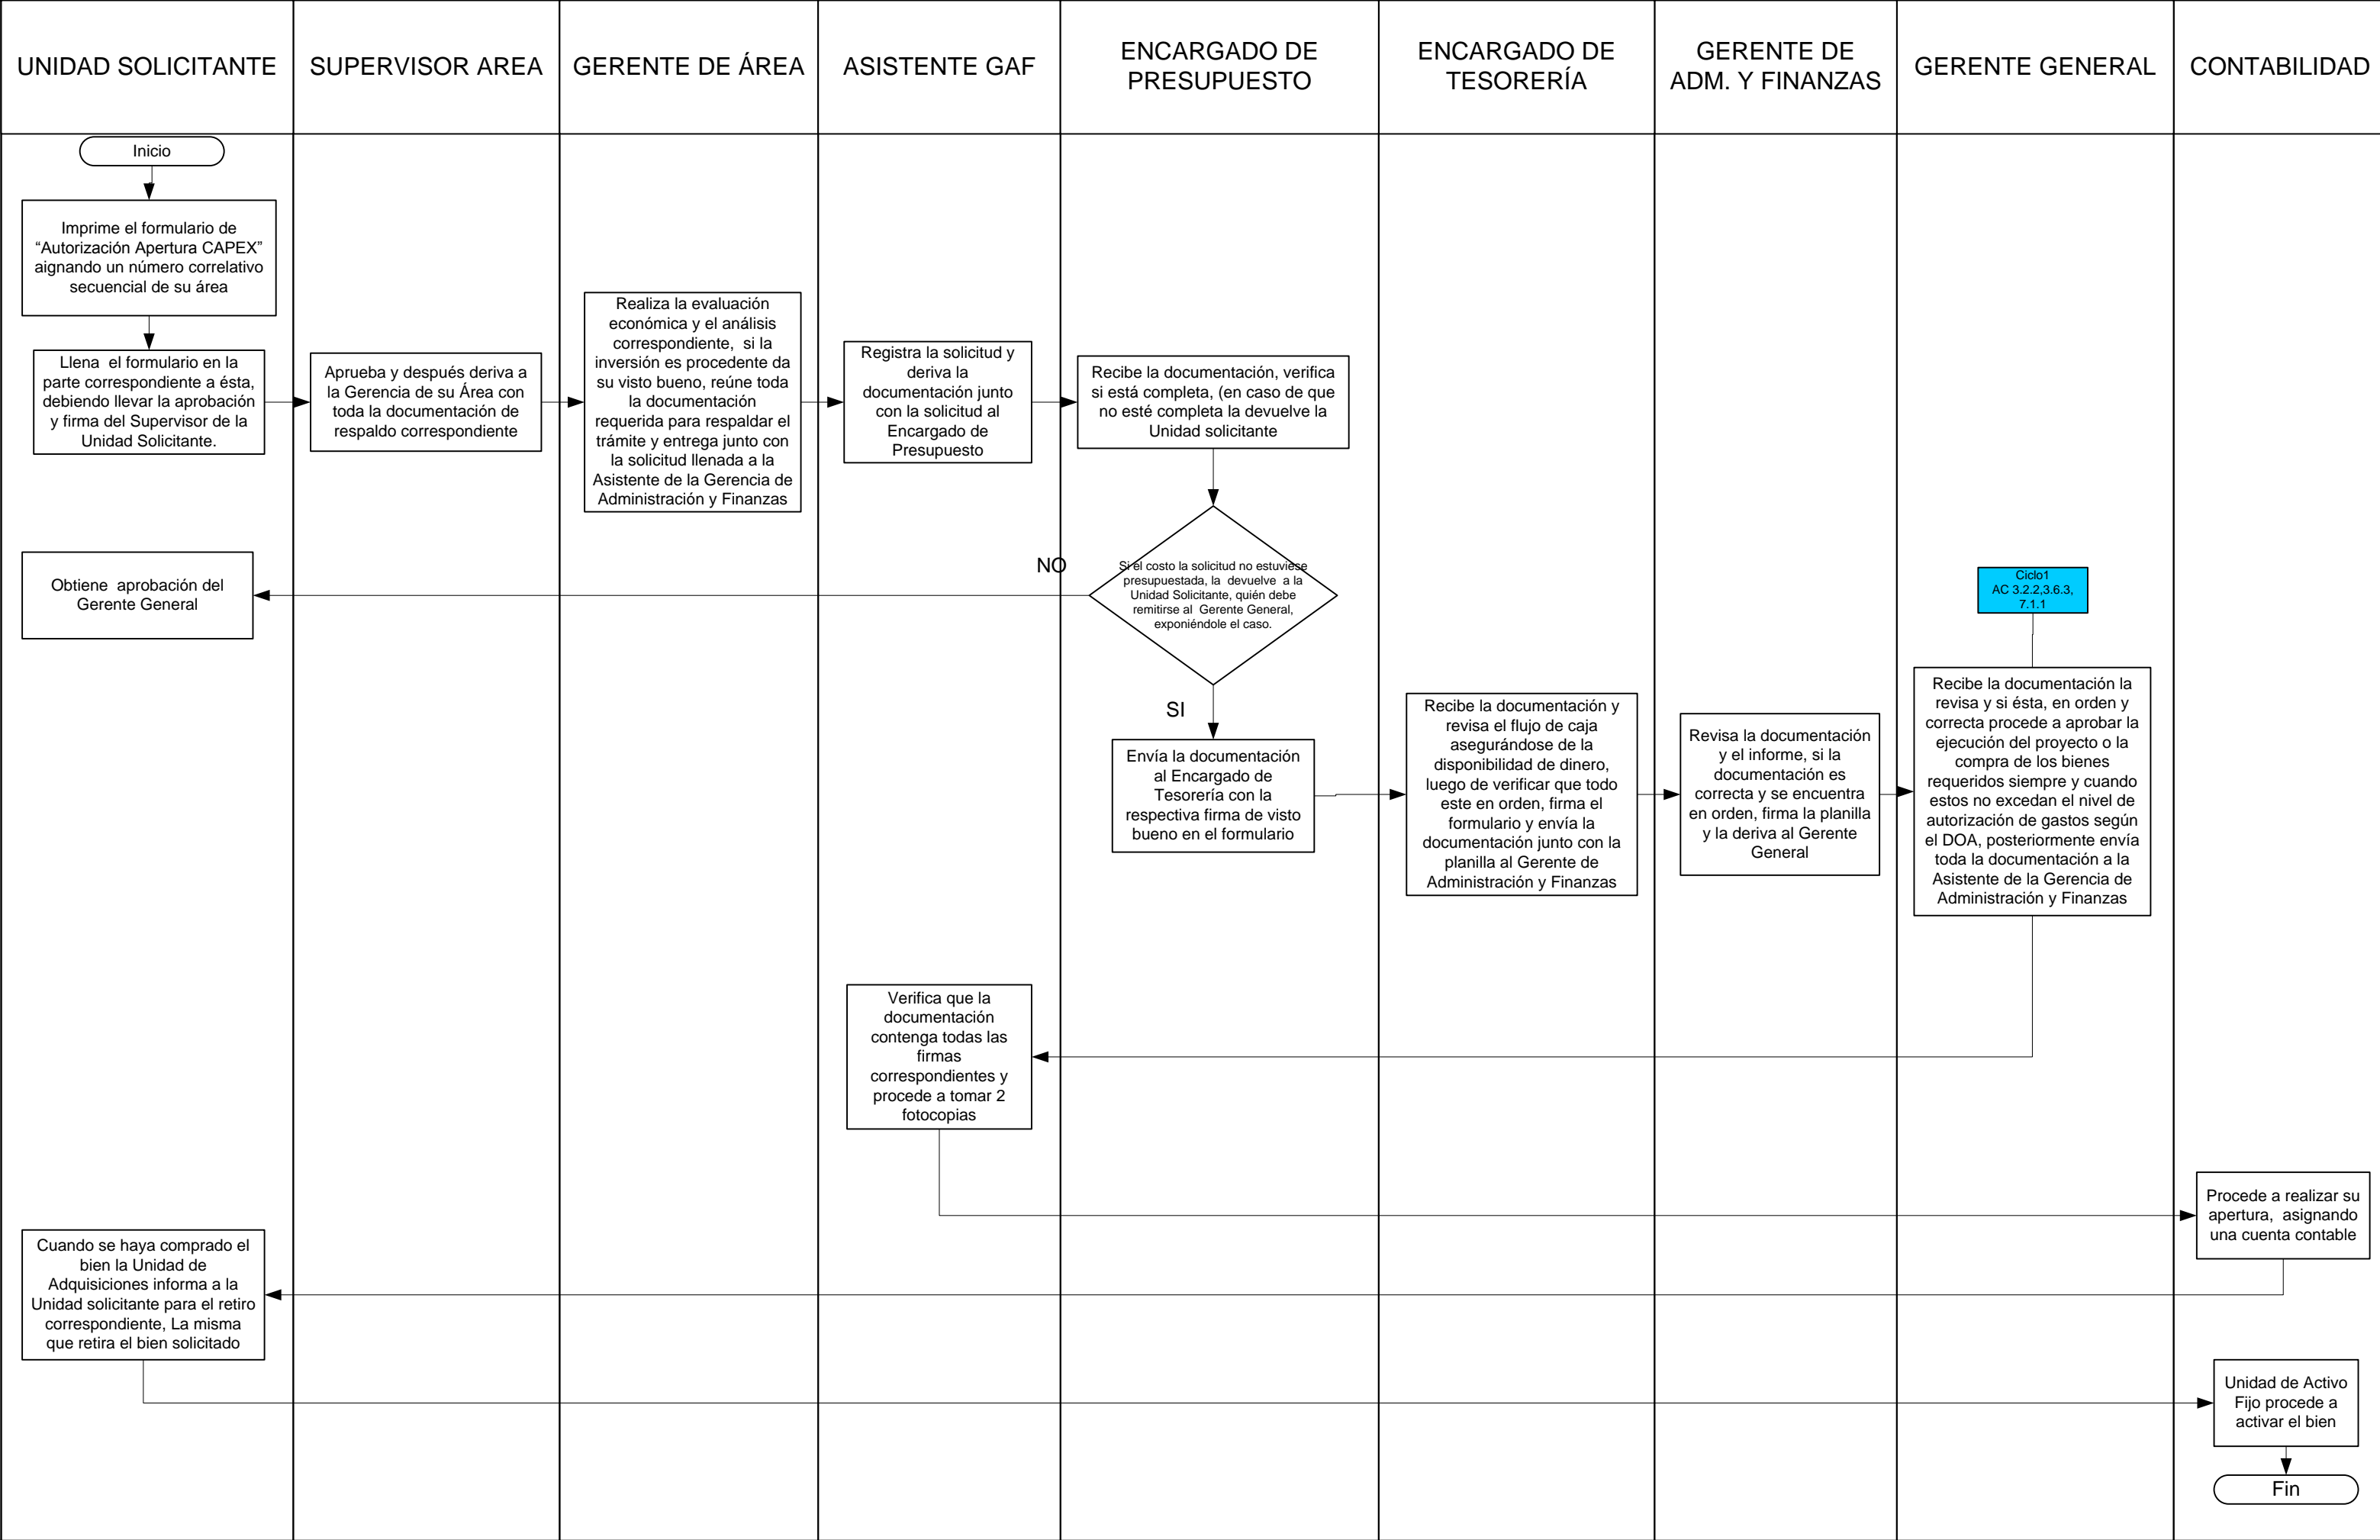 UNIDAD SOLICITANTE
SUPERVISOR AREA
GERENTE DE ÁREA
ASISTENTE GAF
ENCARGADO DE
PRESUPUESTO
ENCARGADO DE
TESORERÍA
GERENTE DE
ADM. Y FINANZAS
GERENTE GENERAL
CONTABILIDAD
Inicio
Imprime el formulario de
“Autorización Apertura CAPEX”
aignando un número correlativo
secuencial de su área
Llena el formulario en la
parte correspondiente a ésta,
debiendo llevar la aprobación
y firma del Supervisor de la
Unidad Solicitante.
Aprueba y después deriva a
la Gerencia de su Área con
toda la documentación de
respaldo correspondiente
Realiza la evaluación
económica y el análisis
correspondiente, si la
inversión es procedente da
su visto bueno, reúne toda
la documentación
requerida para respaldar el
trámite y entrega junto con
la solicitud llenada a la
Asistente de la Gerencia de
Administración y Finanzas
Registra la solicitud y
deriva la
documentación junto
con la solicitud al
Encargado de
Presupuesto
Recibe la documentación, verifica
si está completa, (en caso de que
no esté completa la devuelve la
Unidad solicitante
Si el costo la solicitud no estuviese
presupuestada, la devuelve a la
Unidad Solicitante, quién debe
remitirse al Gerente General,
exponiéndole el caso.
NO
Obtiene aprobación del
Gerente General
SI
Envía la documentación
al Encargado de
Tesorería con la
respectiva firma de visto
bueno en el formulario
Recibe la documentación y
revisa el flujo de caja
asegurándose de la
disponibilidad de dinero,
luego de verificar que todo
este en orden, firma el
formulario y envía la
documentación junto con la
planilla al Gerente de
Administración y Finanzas
Revisa la documentación
y el informe, si la
documentación es
correcta y se encuentra
en orden, firma la planilla
y la deriva al Gerente
General
Ciclo1
AC 3.2.2,3.6.3,
7.1.1
Recibe la documentación la
revisa y si ésta, en orden y
correcta procede a aprobar la
ejecución del proyecto o la
compra de los bienes
requeridos siempre y cuando
estos no excedan el nivel de
autorización de gastos según
el DOA, posteriormente envía
toda la documentación a la
Asistente de la Gerencia de
Administración y Finanzas
Verifica que la
documentación
contenga todas las
firmas
correspondientes y
procede a tomar 2
fotocopias
Procede a realizar su
apertura, asignando
una cuenta contable
Cuando se haya comprado el
bien la Unidad de
Adquisiciones informa a la
Unidad solicitante para el retiro
correspondiente, La misma
que retira el bien solicitado
Unidad de Activo
Fijo procede a
activar el bien
Fin